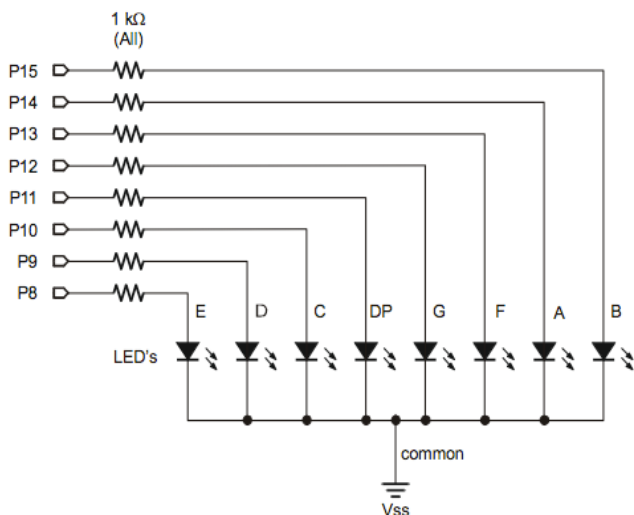 1 kΩ
(All)
P15
P14
P13
P12
P11
P10
P9
P8
E D C DP G F A B
LED's
common
Vss